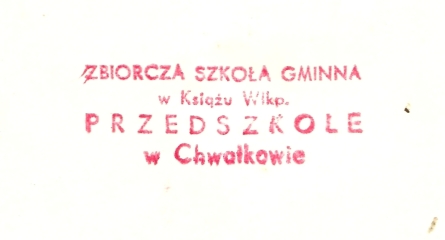 ZBIORCZA SZKOŁA GMINNA
w Książu Wlkp.
PRZEDSZKOLE
w Chwałkowie